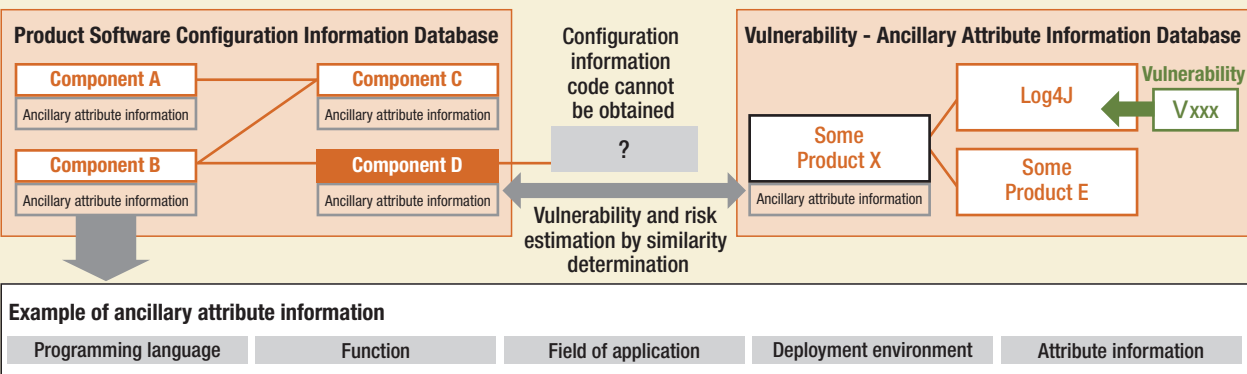 Product Software Configuration Information Database
Component A
Ancillary attribute information
Component C
Ancillary attribute information
Component B
Ancillary attribute information
Component D
Ancillary attribute information
Configuration
information
code cannot
be obtained
?
Vulnerability and risk
estimation by similarity
determination
Vulnerability - Ancillary Attribute Information Database
Some
Product X
Ancillary attribute information
Log4J
Some
Product E
Vulnerability
Vxxx
Example of ancillary attribute information
Programming language
Function
Field of application
Deployment environment
Attribute information